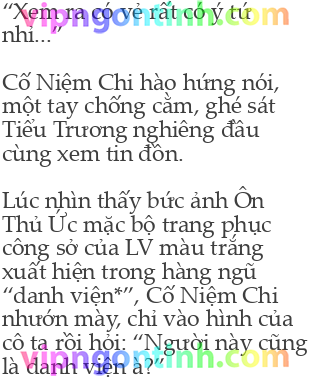 “Xem ra có vẻ rất có ý tứ
nhỉ...”
Cố Niệm Chi hào hứng nói,
một tay chống cằm, ghé sát
Tiểu Trương nghiêng đầu
cùng xem tin đồn.
Lúc nhìn thấy bức ảnh Ôn
Thủ Ức mặc bộ trang phục
công sở của LV màu trắng
xuất hiện trong hàng ngũ
“danh viện*”, Cố Niệm Chi
nhướn mày, chỉ vào hình của
cô ta rồi hỏi: “Người này cũng
là danh viện à?”
vipngontinh.com
vipngontinh.com